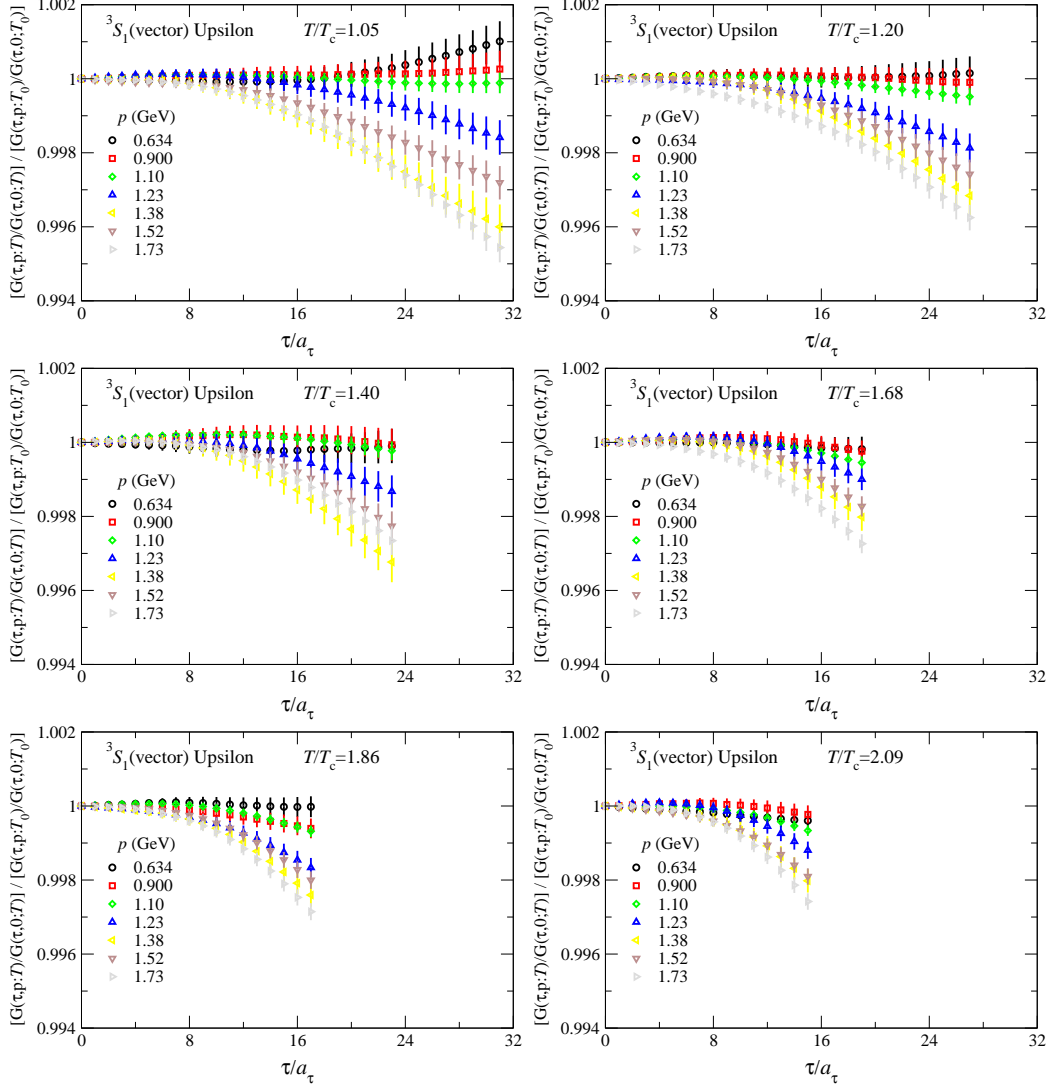 ³S₁(vector) Upsilon T/Tc=1.05
[G(τ,p:T)/G(τ,0:T)] / [G(τ,p:T₀)/G(τ,0:T₀)]
1.002
1
0.998
0.996
0.994
p (GeV)
0.634
0.900
1.10
1.23
1.38
1.52
1.73
0 8 16 24 32
τ/aτ
³S₁(vector) Upsilon T/Tc=1.20
[G(τ,p:T)/G(τ,0:T)] / [G(τ,p:T₀)/G(τ,0:T₀)]
1.002
1
0.998
0.996
0.994
p (GeV)
0.634
0.900
1.10
1.23
1.38
1.52
1.73
0 8 16 24 32
τ/aτ
³S₁(vector) Upsilon T/Tc=1.40
[G(τ,p:T)/G(τ,0:T)] / [G(τ,p:T₀)/G(τ,0:T₀)]
1.002
1
0.998
0.996
0.994
p (GeV)
0.634
0.900
1.10
1.23
1.38
1.52
1.73
0 8 16 24 32
τ/aτ
³S₁(vector) Upsilon T/Tc=1.68
[G(τ,p:T)/G(τ,0:T)] / [G(τ,p:T₀)/G(τ,0:T₀)]
1.002
1
0.998
0.996
0.994
p (GeV)
0.634
0.900
1.10
1.23
1.38
1.52
1.73
0 8 16 24 32
τ/aτ
³S₁(vector) Upsilon T/Tc=1.86
[G(τ,p:T)/G(τ,0:T)] / [G(τ,p:T₀)/G(τ,0:T₀)]
1.002
1
0.998
0.996
0.994
p (GeV)
0.634
0.900
1.10
1.23
1.38
1.52
1.73
0 8 16 24 32
τ/aτ
³S₁(vector) Upsilon T/Tc=2.09
[G(τ,p:T)/G(τ,0:T)] / [G(τ,p:T₀)/G(τ,0:T₀)]
1.002
1
0.998
0.996
0.994
p (GeV)
0.634
0.900
1.10
1.23
1.38
1.52
1.73
0 8 16 24 32
τ/aτ